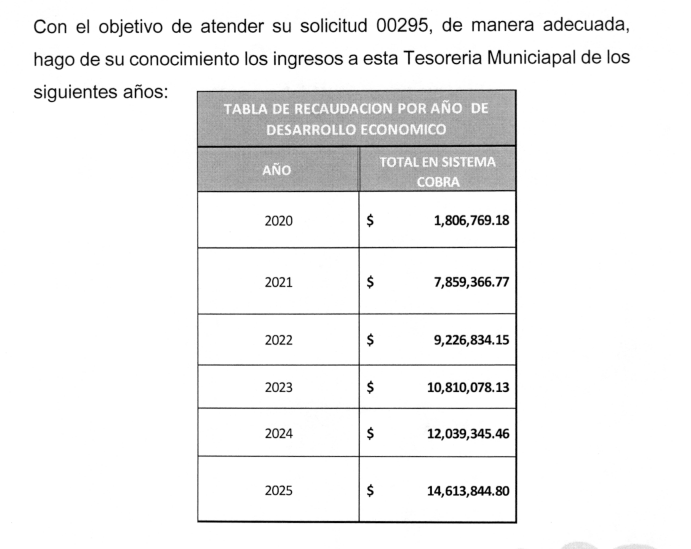 Con el objetivo de atender su solicitud 00295, de manera adecuada,
hago de su conocimiento los ingresos a esta Tesoreria Municiapal de los
siguientes años:
TABLA DE RECAUDACION POR AÑO DE
DESARROLLO ECONOMICO
AÑO TOTAL EN SISTEMA
COBRA
2020 $ 1,806,769.18
2021 $ 7,859,366.77
2022 $ 9,226,834.15
2023 $ 10,810,078.13
2024 $ 12,039,345.46
2025 $ 14,613,844.80